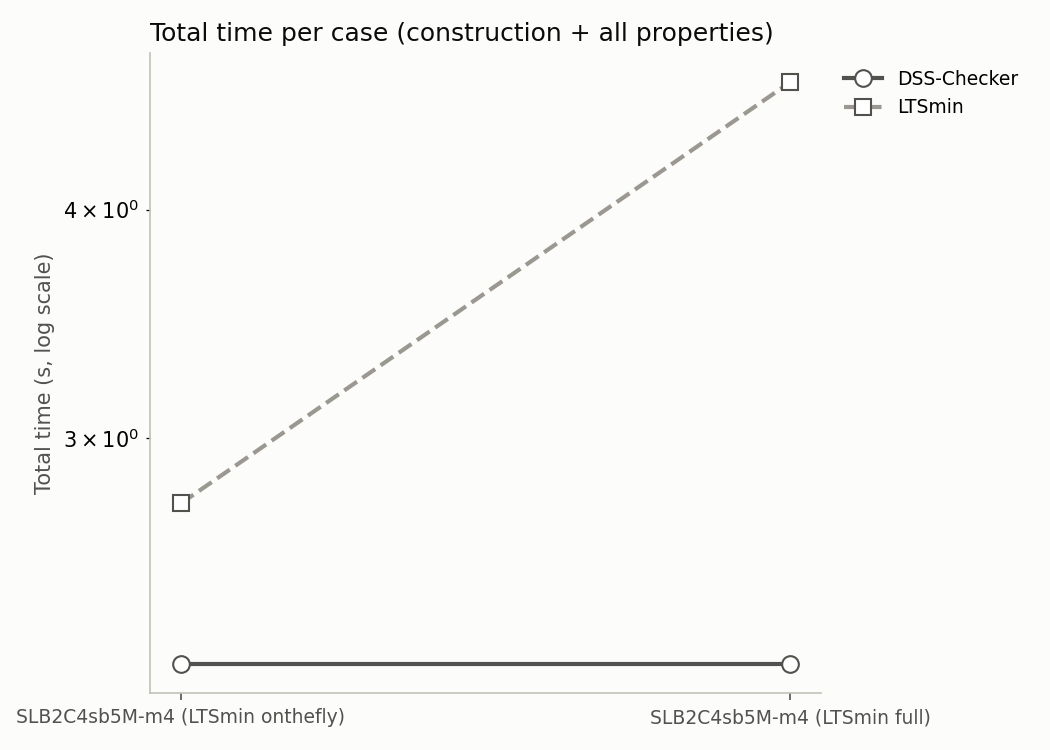 Total time per case (construction + all properties)
DSS-Checker
LTSmin
4 × 10⁰
3 × 10⁰
Total time (s, log scale)
SLB2C4sb5M-m4 (LTSmin onthefly)
SLB2C4sb5M-m4 (LTSmin full)